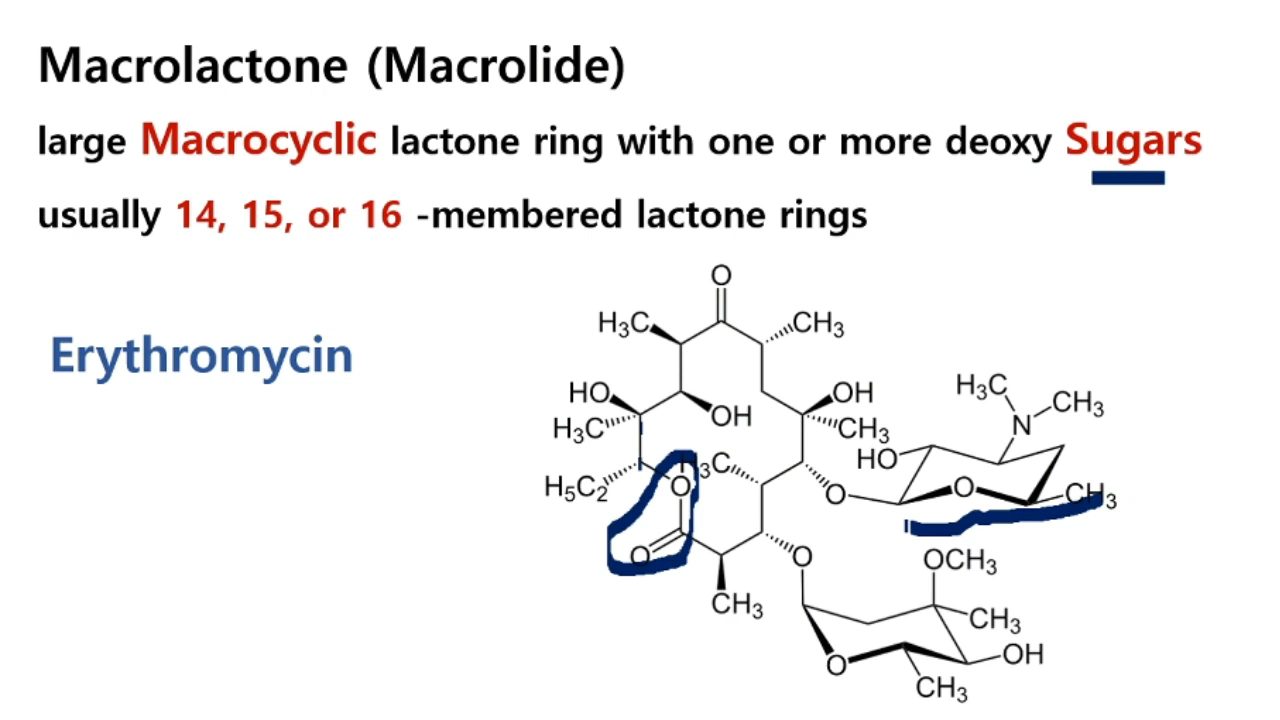 Macrolactone (Macrolide)
large Macrocyclic lactone ring with one or more deoxy Sugars
usually 14, 15, or 16 -membered lactone rings
Erythromycin
O
H₃C CH₃
HO OH
H₃C OH CH₃
H₃C CH₃
N
HO
H₅C₂ O H₃C O O CH₃
O O OCH₃
CH₃ CH₃
O OH
CH₃